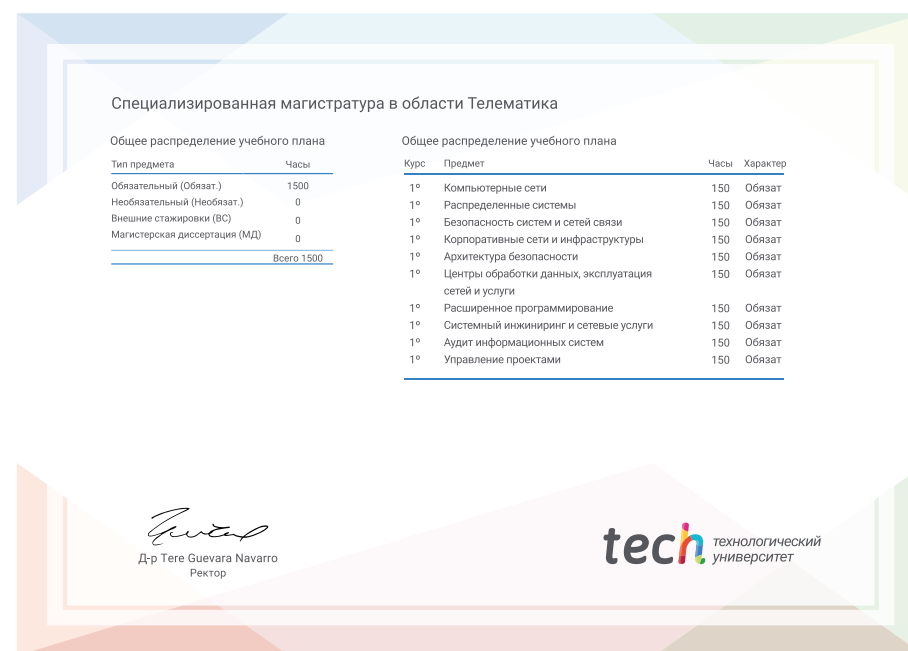 Специализированная магистратура в области Телематика
Общее распределение учебного плана
Тип предмета Часы
Обязательный (Обязат.) 1500
Необязательный (Необязат.) 0
Внешние стажировки (ВС) 0
Магистерская диссертация (МД) 0
Всего 1500
Общее распределение учебного плана
Курс Предмет Часы Характер
1º Компьютерные сети 150 Обязат
1º Распределенные системы 150 Обязат
1º Безопасность систем и сетей связи 150 Обязат
1º Корпоративные сети и инфраструктуры 150 Обязат
1º Архитектура безопасности 150 Обязат
1º Центры обработки данных, эксплуатация 150 Обязат
сетей и услуги
1º Расширенное программирование 150 Обязат
1º Системный инжиниринг и сетевые услуги 150 Обязат
1º Аудит информационных систем 150 Обязат
1º Управление проектами 150 Обязат
Д-р Tere Guevara Navarro
Ректор
tech технологический
университет